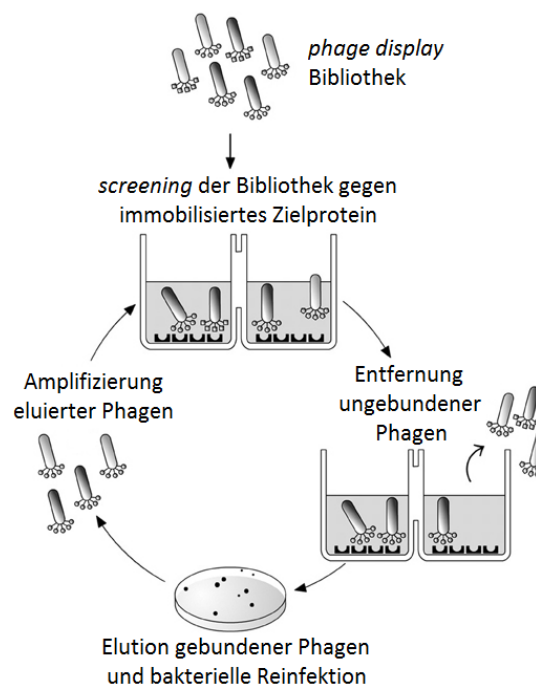 phage display
Bibliothek
screening der Bibliothek gegen
immobilisiertes Zielprotein
Entfernung
ungebundener
Phagen
Elution gebundener Phagen
und bakterielle Reinfektion
Amplifizierung
eluierter Phagen